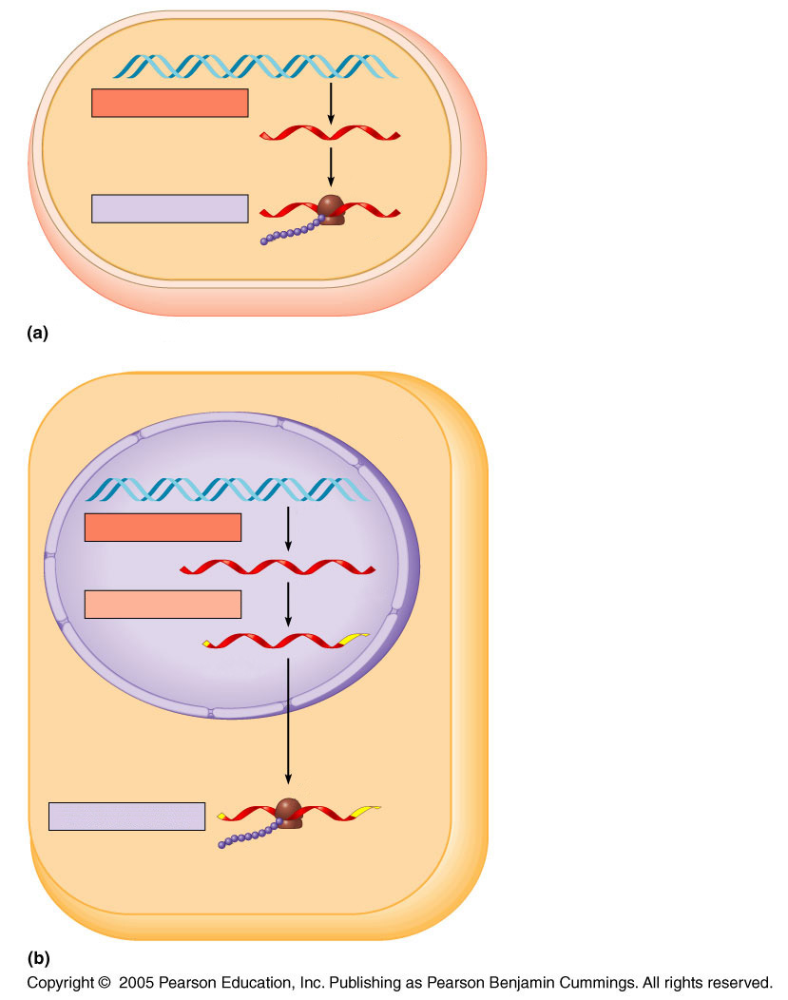 (a)
(b)
Copyright © 2005 Pearson Education, Inc. Publishing as Pearson Benjamin Cummings. All rights reserved.